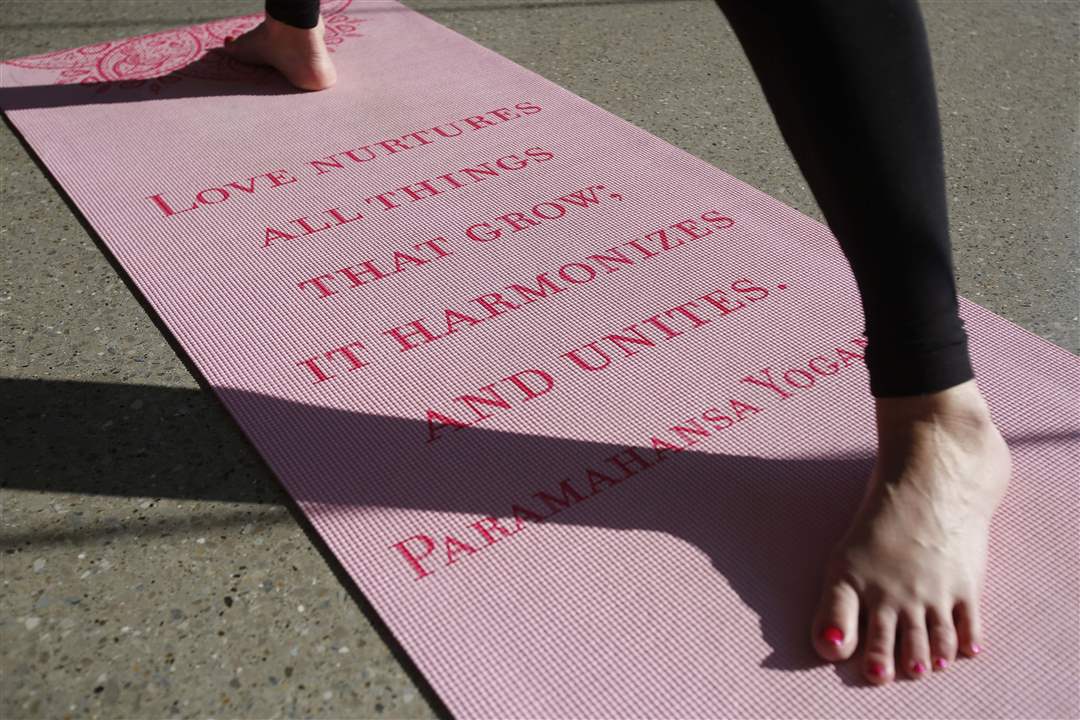 LOVE NURTURES
ALL THINGS
THAT GROW;
IT HARMONIZES
AND UNITES.
PARAMAHANSA